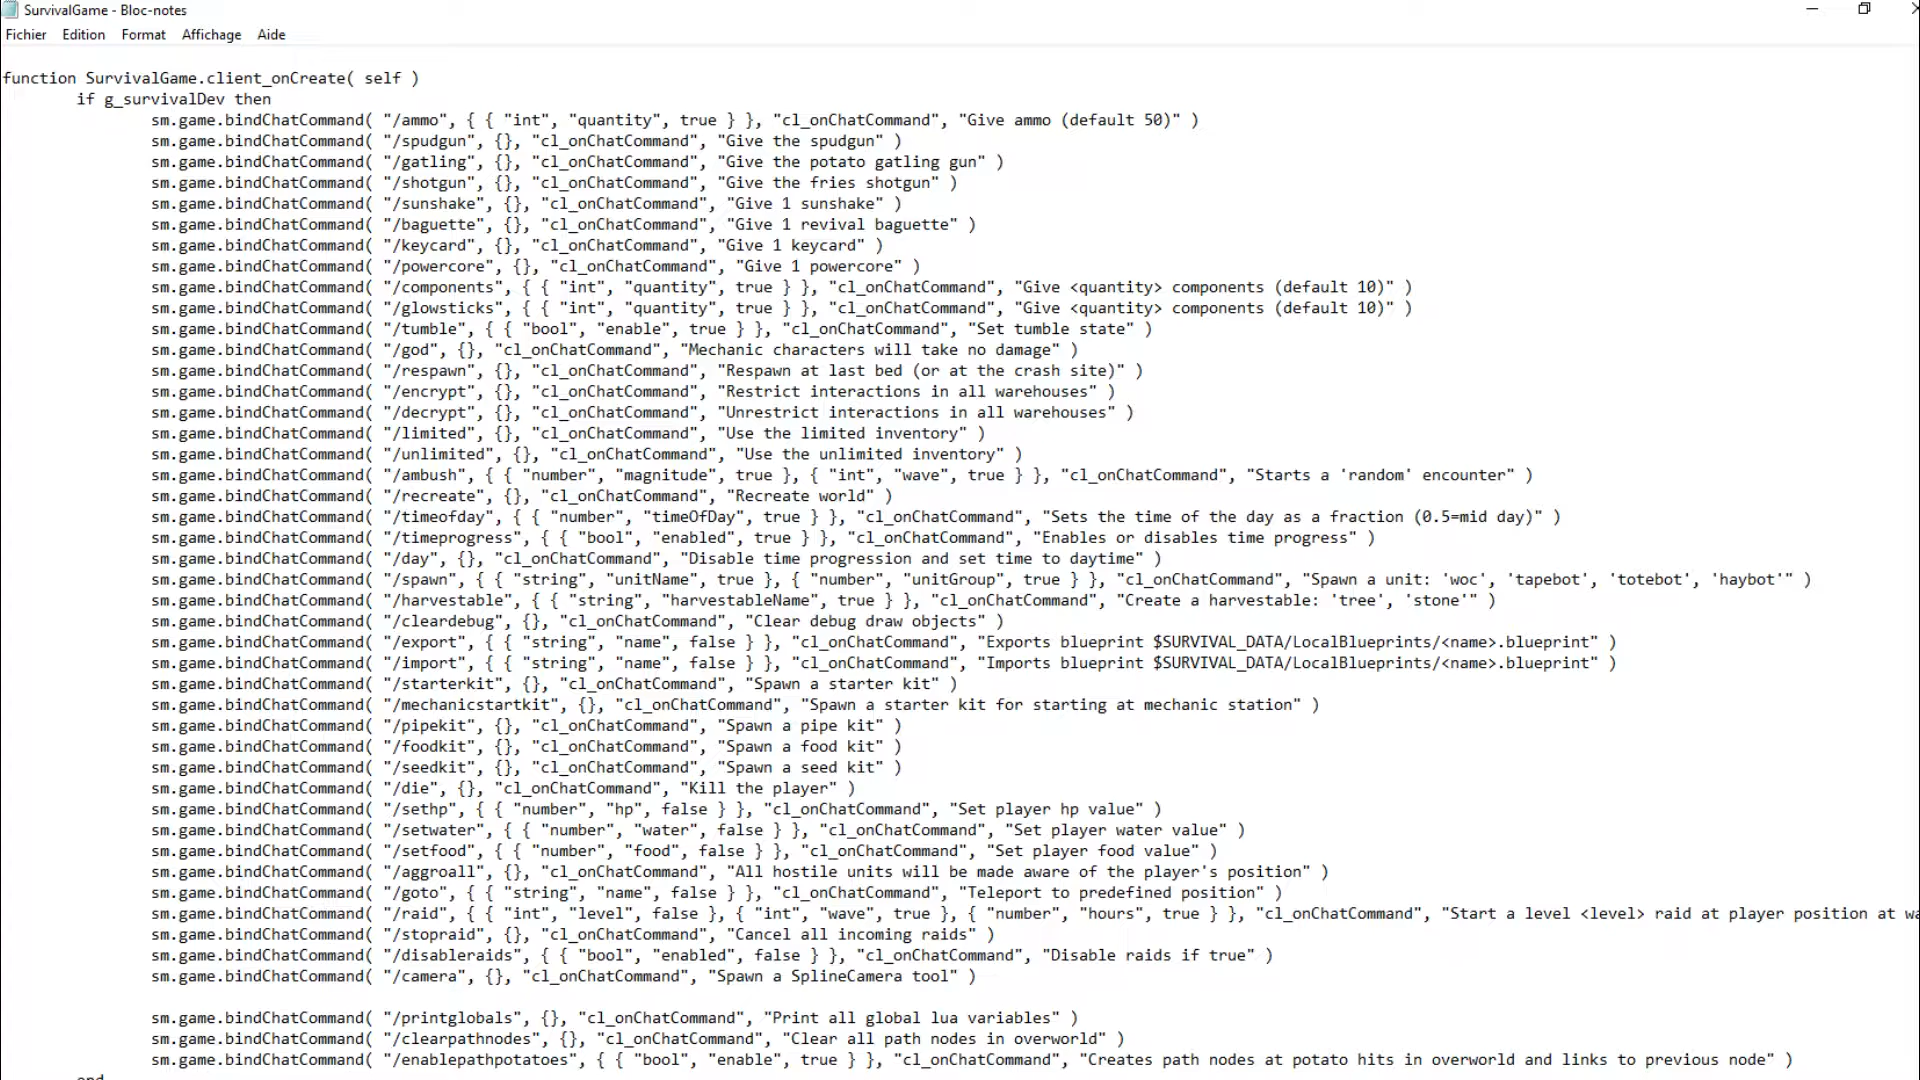 SurvivalGame - Bloc-notes
Fichier Edition Format Affichage Aide
function SurvivalGame.client_onCreate( self )
if g_survivalDev then
sm.game.bindChatCommand( "/ammo", { { "int", "quantity", true } }, "cl_onChatCommand", "Give ammo (default 50)" )
sm.game.bindChatCommand( "/spudgun", {}, "cl_onChatCommand", "Give the spudgun" )
sm.game.bindChatCommand( "/gatling", {}, "cl_onChatCommand", "Give the potato gatling gun" )
sm.game.bindChatCommand( "/shotgun", {}, "cl_onChatCommand", "Give the fries shotgun" )
sm.game.bindChatCommand( "/sunshake", {}, "cl_onChatCommand", "Give 1 sunshake" )
sm.game.bindChatCommand( "/baguette", {}, "cl_onChatCommand", "Give 1 revival baguette" )
sm.game.bindChatCommand( "/keycard", {}, "cl_onChatCommand", "Give 1 keycard" )
sm.game.bindChatCommand( "/powercore", {}, "cl_onChatCommand", "Give 1 powercore" )
sm.game.bindChatCommand( "/components", { { "int", "quantity", true } }, "cl_onChatCommand", "Give <quantity> components (default 10)" )
sm.game.bindChatCommand( "/glowsticks", { { "int", "quantity", true } }, "cl_onChatCommand", "Give <quantity> components (default 10)" )
sm.game.bindChatCommand( "/tumble", { { "bool", "enable", true } }, "cl_onChatCommand", "Set tumble state" )
sm.game.bindChatCommand( "/god", {}, "cl_onChatCommand", "Mechanic characters will take no damage" )
sm.game.bindChatCommand( "/respawn", {}, "cl_onChatCommand", "Respawn at last bed (or at the crash site)" )
sm.game.bindChatCommand( "/encrypt", {}, "cl_onChatCommand", "Restrict interactions in all warehouses" )
sm.game.bindChatCommand( "/decrypt", {}, "cl_onChatCommand", "Unrestrict interactions in all warehouses" )
sm.game.bindChatCommand( "/limited", {}, "cl_onChatCommand", "Use the limited inventory" )
sm.game.bindChatCommand( "/unlimited", {}, "cl_onChatCommand", "Use the unlimited inventory" )
sm.game.bindChatCommand( "/ambush", { { "number", "magnitude", true }, { "int", "wave", true } }, "cl_onChatCommand", "Starts a 'random' encounter" )
sm.game.bindChatCommand( "/recreate", {}, "cl_onChatCommand", "Recreate world" )
sm.game.bindChatCommand( "/timeofday", { { "number", "timeOfDay", true } }, "cl_onChatCommand", "Sets the time of the day as a fraction (0.5=mid day)" )
sm.game.bindChatCommand( "/timeprogress", { { "bool", "enabled", true } }, "cl_onChatCommand", "Enables or disables time progress" )
sm.game.bindChatCommand( "/day", {}, "cl_onChatCommand", "Disable time progression and set time to daytime" )
sm.game.bindChatCommand( "/spawn", { { "string", "unitName", true }, { "number", "unitGroup", true } }, "cl_onChatCommand", "Spawn a unit: 'woc', 'tapebot', 'totebot', 'haybot'" )
sm.game.bindChatCommand( "/harvestable", { { "string", "harvestableName", true } }, "cl_onChatCommand", "Create a harvestable: 'tree', 'stone'" )
sm.game.bindChatCommand( "/cleardebug", {}, "cl_onChatCommand", "Clear debug draw objects" )
sm.game.bindChatCommand( "/export", { { "string", "name", false } }, "cl_onChatCommand", "Exports blueprint $SURVIVAL_DATA/LocalBlueprints/<name>.blueprint" )
sm.game.bindChatCommand( "/import", { { "string", "name", false } }, "cl_onChatCommand", "Imports blueprint $SURVIVAL_DATA/LocalBlueprints/<name>.blueprint" )
sm.game.bindChatCommand( "/starterkit", {}, "cl_onChatCommand", "Spawn a starter kit" )
sm.game.bindChatCommand( "/mechanicstartkit", {}, "cl_onChatCommand", "Spawn a starter kit for starting at mechanic station" )
sm.game.bindChatCommand( "/pipekit", {}, "cl_onChatCommand", "Spawn a pipe kit" )
sm.game.bindChatCommand( "/foodkit", {}, "cl_onChatCommand", "Spawn a food kit" )
sm.game.bindChatCommand( "/seedkit", {}, "cl_onChatCommand", "Spawn a seed kit" )
sm.game.bindChatCommand( "/die", {}, "cl_onChatCommand", "Kill the player" )
sm.game.bindChatCommand( "/sethp", { { "number", "hp", false } }, "cl_onChatCommand", "Set player hp value" )
sm.game.bindChatCommand( "/setwater", { { "number", "water", false } }, "cl_onChatCommand", "Set player water value" )
sm.game.bindChatCommand( "/setfood", { { "number", "food", false } }, "cl_onChatCommand", "Set player food value" )
sm.game.bindChatCommand( "/aggroall", {}, "cl_onChatCommand", "All hostile units will be made aware of the player's position" )
sm.game.bindChatCommand( "/goto", { { "string", "name", false } }, "cl_onChatCommand", "Teleport to predefined position" )
sm.game.bindChatCommand( "/raid", { { "int", "level", false }, { "int", "wave", true }, { "number", "hours", true } }, "cl_onChatCommand", "Start a level <level> raid at player position at wa
sm.game.bindChatCommand( "/stopraid", {}, "cl_onChatCommand", "Cancel all incoming raids" )
sm.game.bindChatCommand( "/disableraids", { { "bool", "enabled", false } }, "cl_onChatCommand", "Disable raids if true" )
sm.game.bindChatCommand( "/camera", {}, "cl_onChatCommand", "Spawn a SplineCamera tool" )
sm.game.bindChatCommand( "/printglobals", {}, "cl_onChatCommand", "Print all global lua variables" )
sm.game.bindChatCommand( "/clearpathnodes", {}, "cl_onChatCommand", "Clear all path nodes in overworld" )
sm.game.bindChatCommand( "/enablepathpotatoes", { { "bool", "enable", true } }, "cl_onChatCommand", "Creates path nodes at potato hits in overworld and links to previous node" )
end